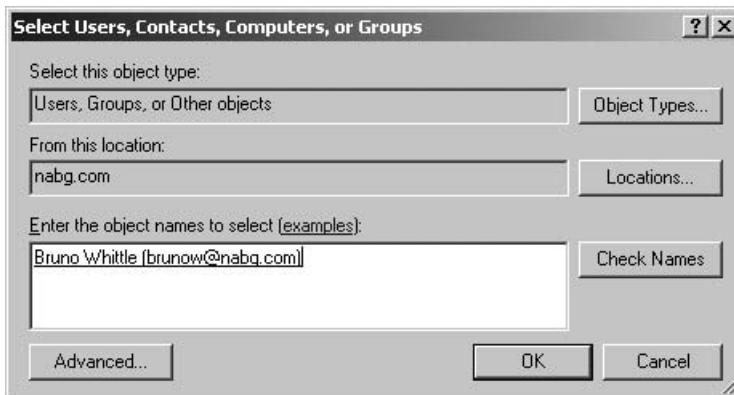 Select Users, Contacts, Computers, or Groups
Select this object type:
Users, Groups, or Other objects
Object Types...
From this location:
nabg.com
Locations...
Enter the object names to select (examples):
Bruno Whittle (brunow@nabg.com)
Check Names
Advanced...
OK
Cancel